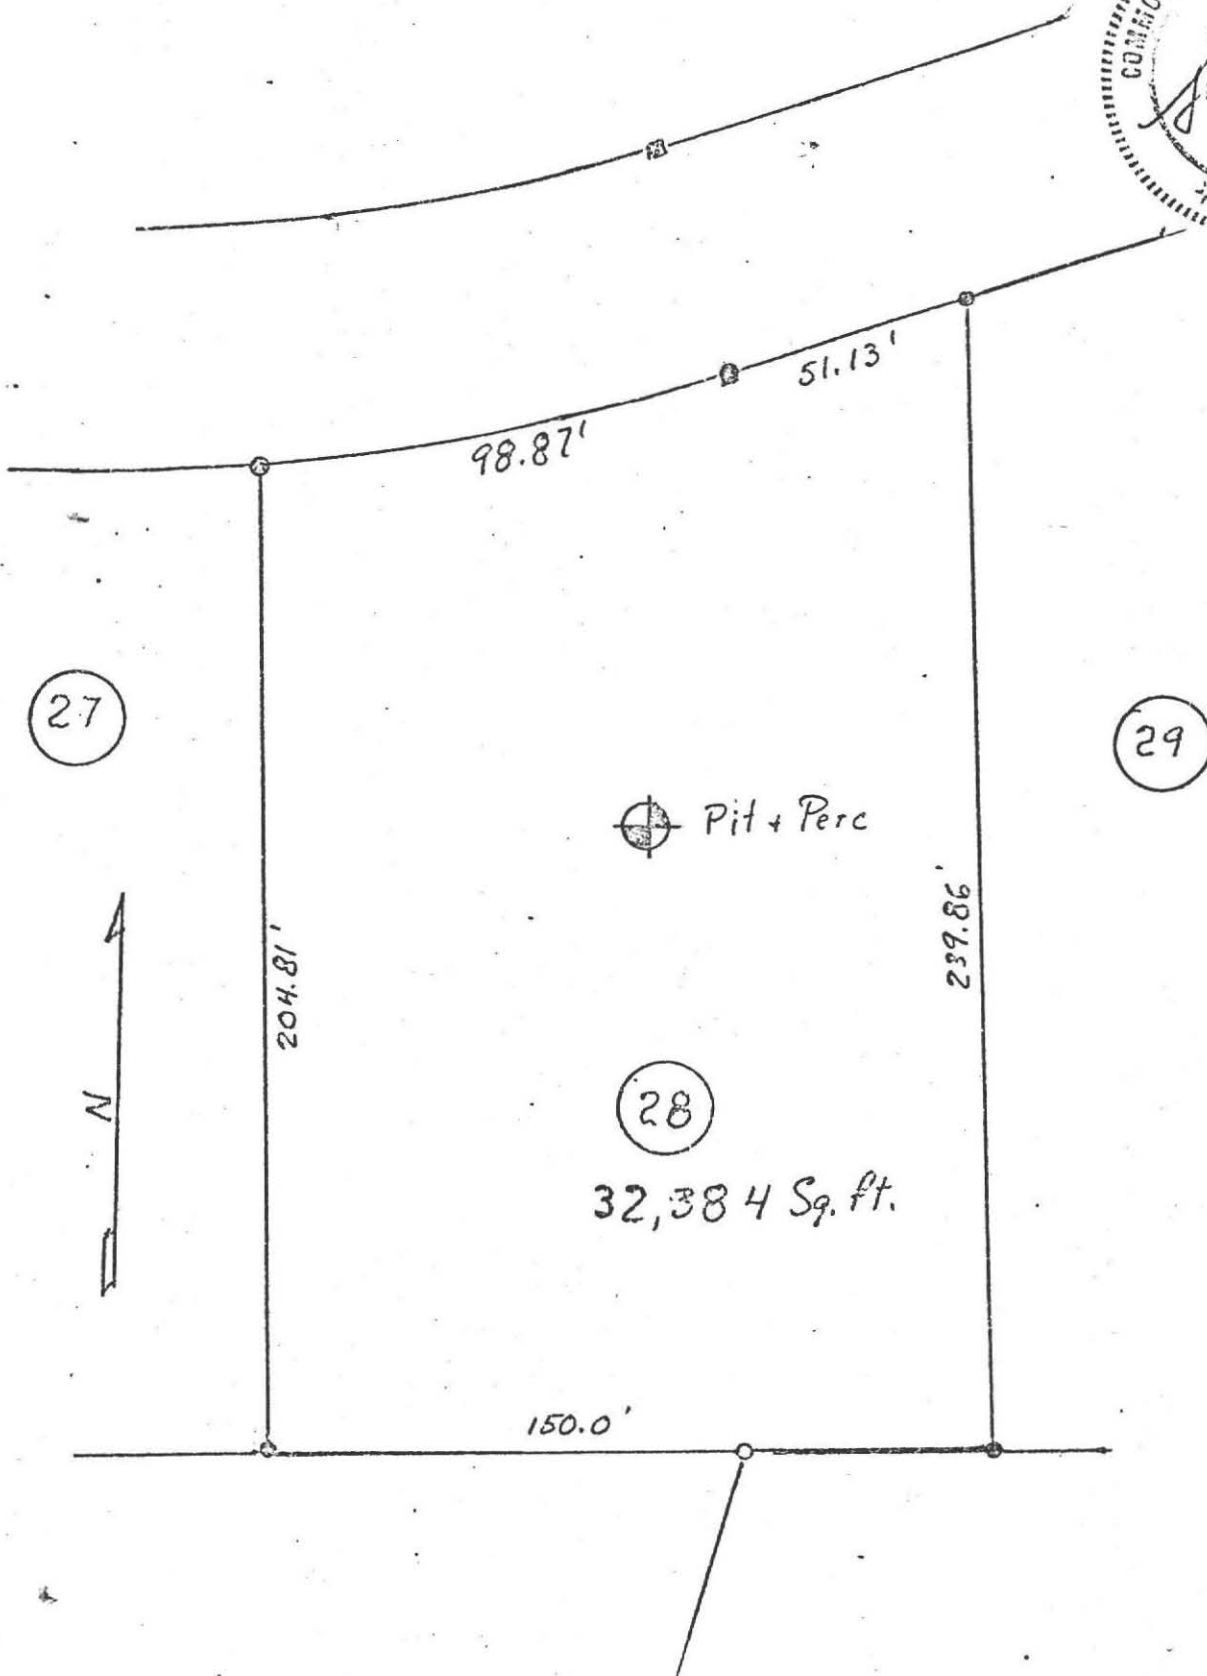 COMMO
51.13'
98.87'
27
29
Pit + Perc
239.86'
204.81'
N
28
32,384 Sq. ft.
150.0'